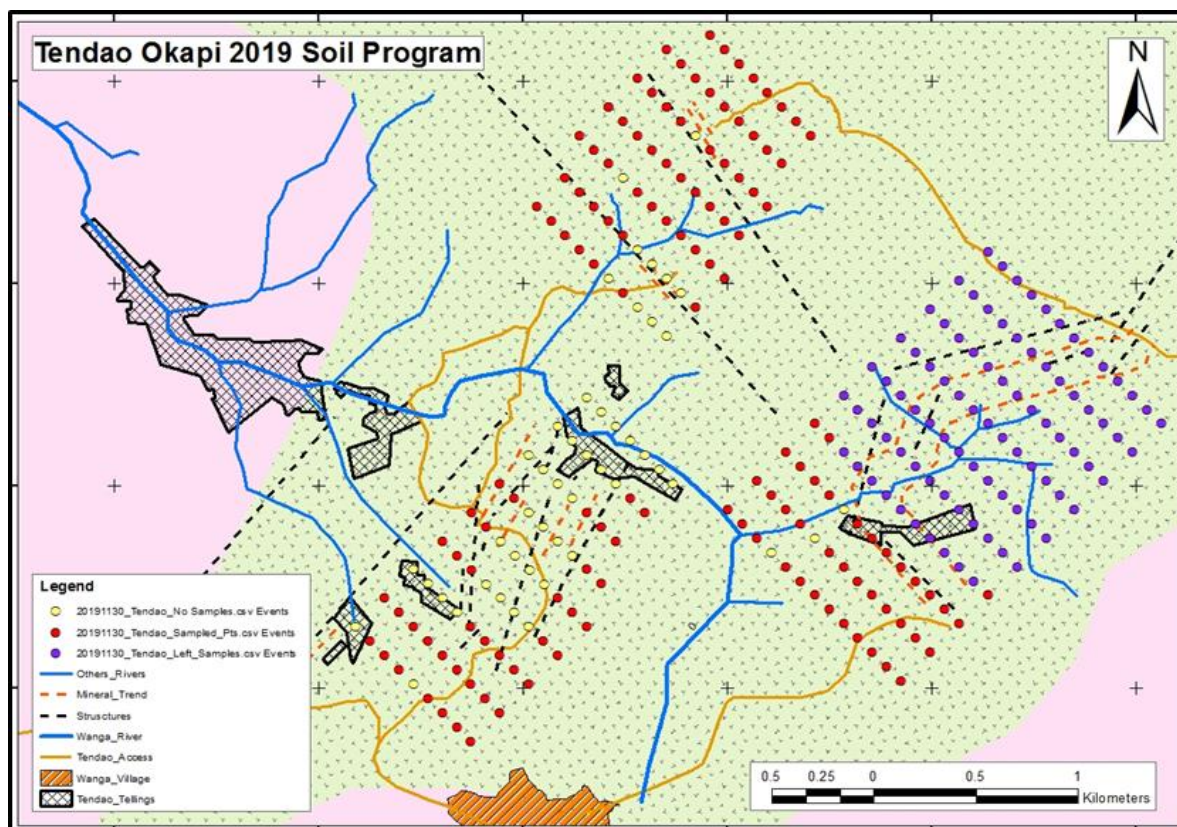 Tendao Okapi 2019 Soil Program
N
Legend
20191130_Tendao_No Samples.csv Events
20191130_Tendao_Sampled_Pts.csv Events
20191130_Tendao_Left_Samples.csv Events
Others_Rivers
Mineral_Trend
Strusctures
Wanga_River
Tendao_Access
Wanga_Village
Tendao_Tellings
0.5 0.25 0 0.5 1
Kilometers